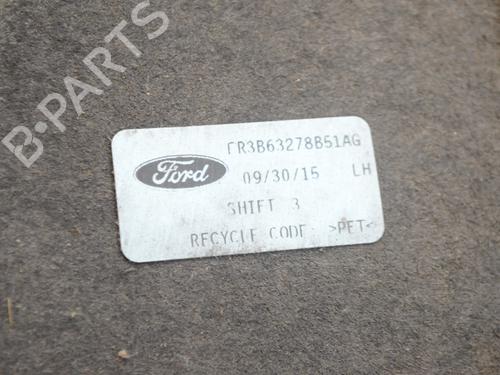 B-PARTS
FR3B63278B51AG
Ford
09/30/15 LH
SHIFT 3
RECYCLE CODE: >PET<